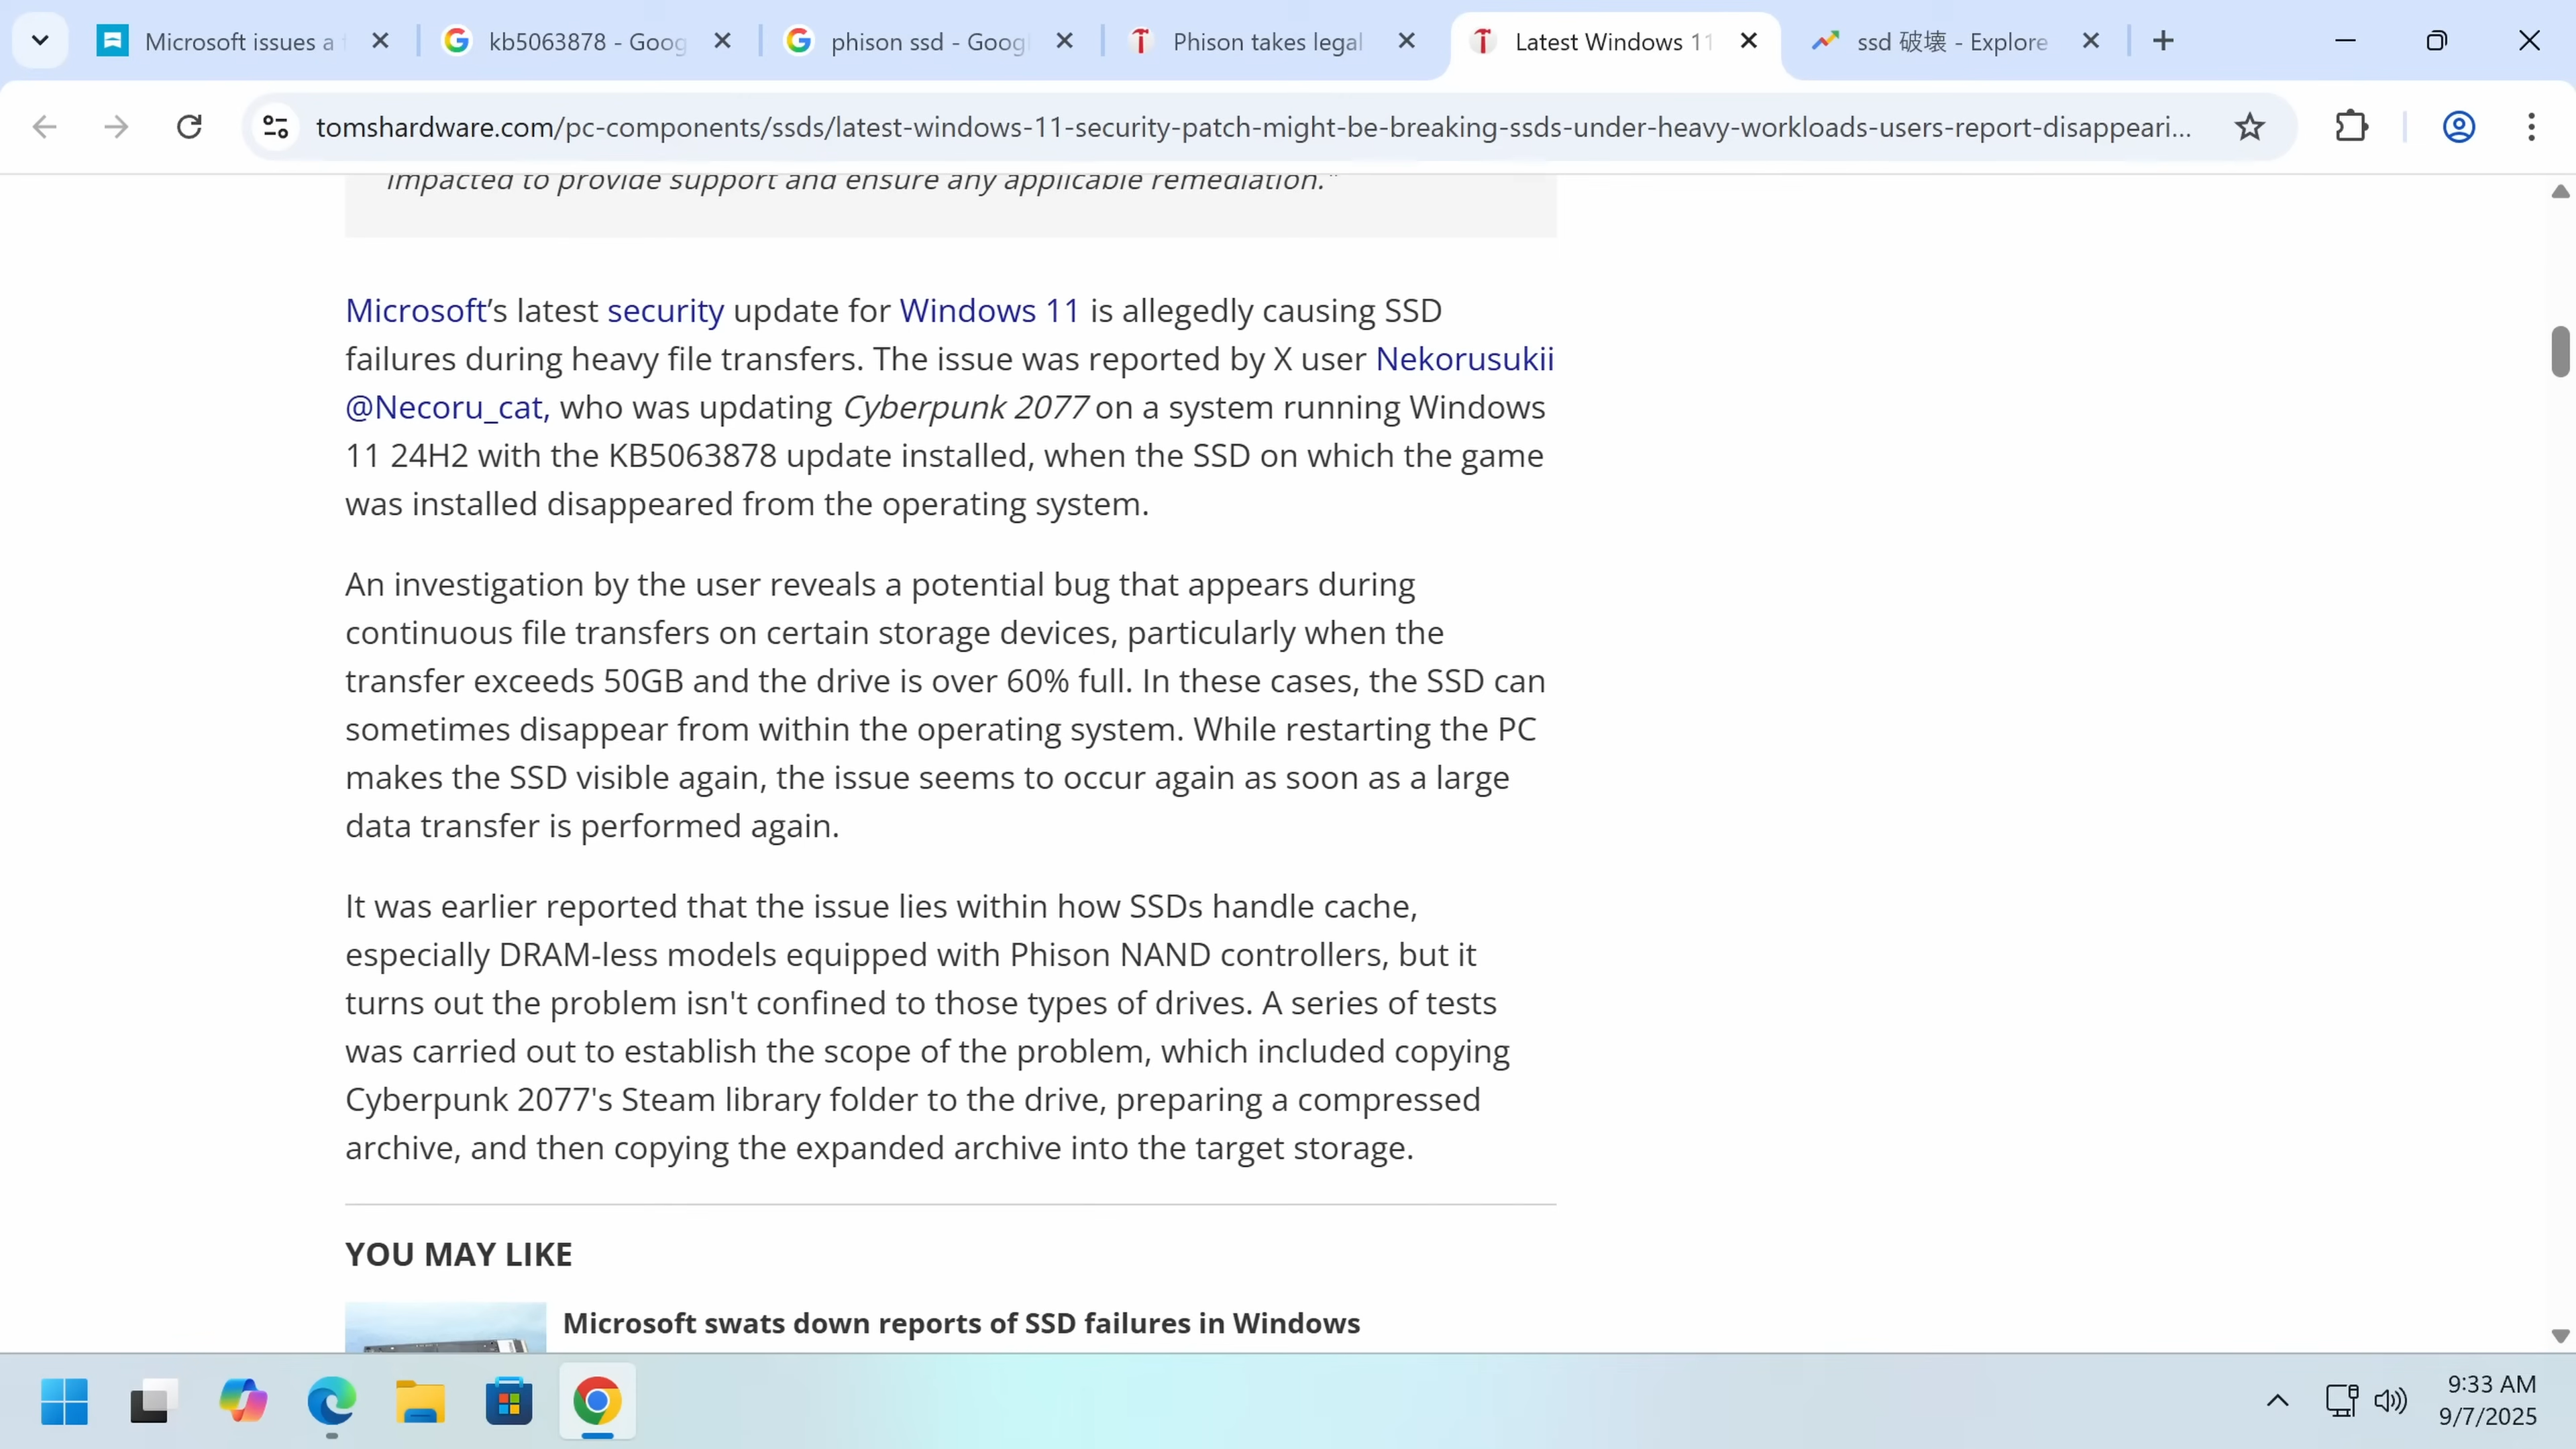 Microsoft issues a f
kb5063878 - Goog
phison ssd - Googl
Phison takes legal
Latest Windows 11
ssd 破壊 - Explore
tomshardware.com/pc-components/ssds/latest-windows-11-security-patch-might-be-breaking-ssds-under-heavy-workloads-users-report-disappeari...
impacted to provide support and ensure any applicable remediation."
Microsoft’s latest security update for Windows 11 is allegedly causing SSD
failures during heavy file transfers. The issue was reported by X user Nekorusukii
@Necoru_cat, who was updating Cyberpunk 2077 on a system running Windows
11 24H2 with the KB5063878 update installed, when the SSD on which the game
was installed disappeared from the operating system.
An investigation by the user reveals a potential bug that appears during
continuous file transfers on certain storage devices, particularly when the
transfer exceeds 50GB and the drive is over 60% full. In these cases, the SSD can
sometimes disappear from within the operating system. While restarting the PC
makes the SSD visible again, the issue seems to occur again as soon as a large
data transfer is performed again.
It was earlier reported that the issue lies within how SSDs handle cache,
especially DRAM-less models equipped with Phison NAND controllers, but it
turns out the problem isn't confined to those types of drives. A series of tests
was carried out to establish the scope of the problem, which included copying
Cyberpunk 2077's Steam library folder to the drive, preparing a compressed
archive, and then copying the expanded archive into the target storage.
YOU MAY LIKE
Microsoft swats down reports of SSD failures in Windows
9:33 AM
9/7/2025